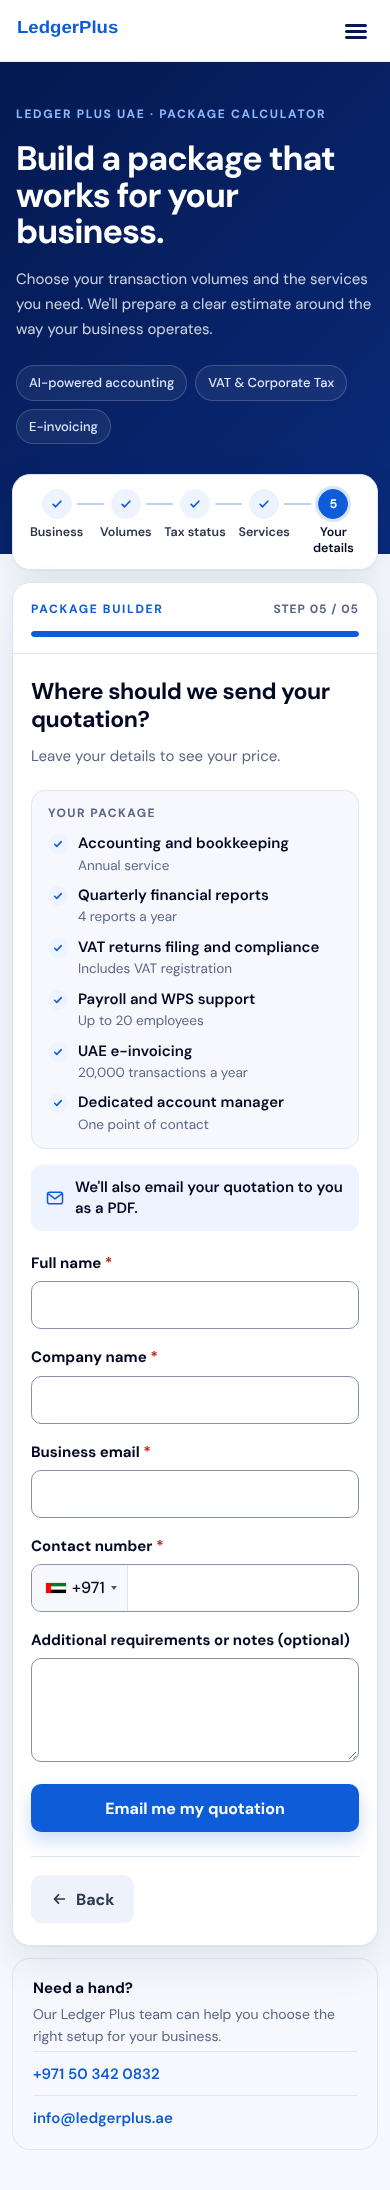 LedgerPlus
LEDGER PLUS UAE · PACKAGE CALCULATOR
Build a package that
works for your
business.
Choose your transaction volumes and the services
you need. We'll prepare a clear estimate around the
way your business operates.
AI-powered accounting
VAT & Corporate Tax
E-invoicing
5
Business
Volumes
Tax status
Services
Your
details
PACKAGE BUILDER
STEP 05 / 05
Where should we send your
quotation?
Leave your details to see your price.
YOUR PACKAGE
Accounting and bookkeeping
Annual service
Quarterly financial reports
4 reports a year
VAT returns filing and compliance
Includes VAT registration
Payroll and WPS support
Up to 20 employees
UAE e-invoicing
20,000 transactions a year
Dedicated account manager
One point of contact
We'll also email your quotation to you
as a PDF.
Full name *
Company name *
Business email *
Contact number *
+971
Additional requirements or notes (optional)
Email me my quotation
← Back
Need a hand?
Our Ledger Plus team can help you choose the
right setup for your business.
+971 50 342 0832
info@ledgerplus.ae